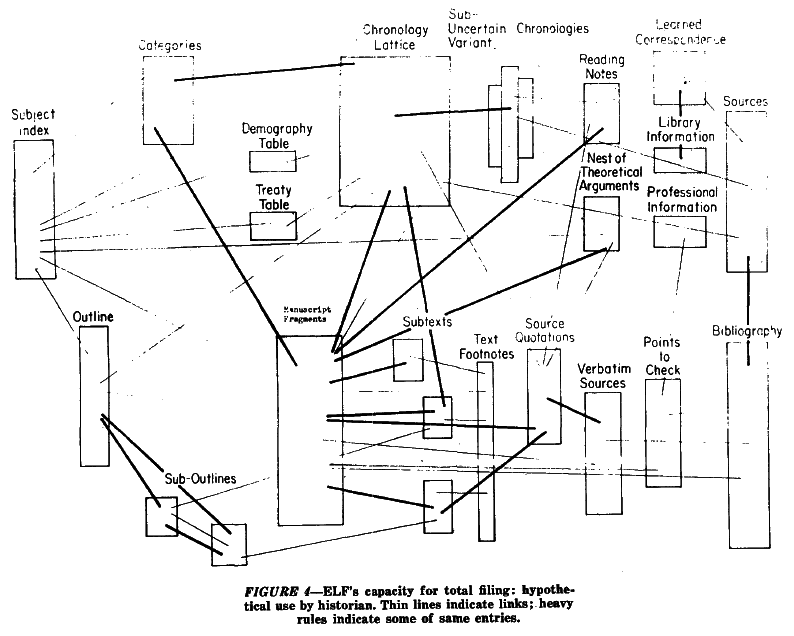 Categories
Chronology
Lattice
Sub-
Uncertain
Variant
Chronologies
Reading
Notes
Learned
Correspondence
Sources
Subject
Index
Demography
Table
Library
Information
Nest of
Theoretical
Arguments
Treaty
Table
Professional
Information
Outline
Manuscript
Fragments
Subtexts
Text
Footnotes
Source
Quotations
Verbatim
Sources
Points
to
Check
Bibliography
Sub-Outlines
FIGURE 4—ELF's capacity for total filing: hypothe-
tical use by historian. Thin lines indicate links; heavy
rules indicate some of same entries.